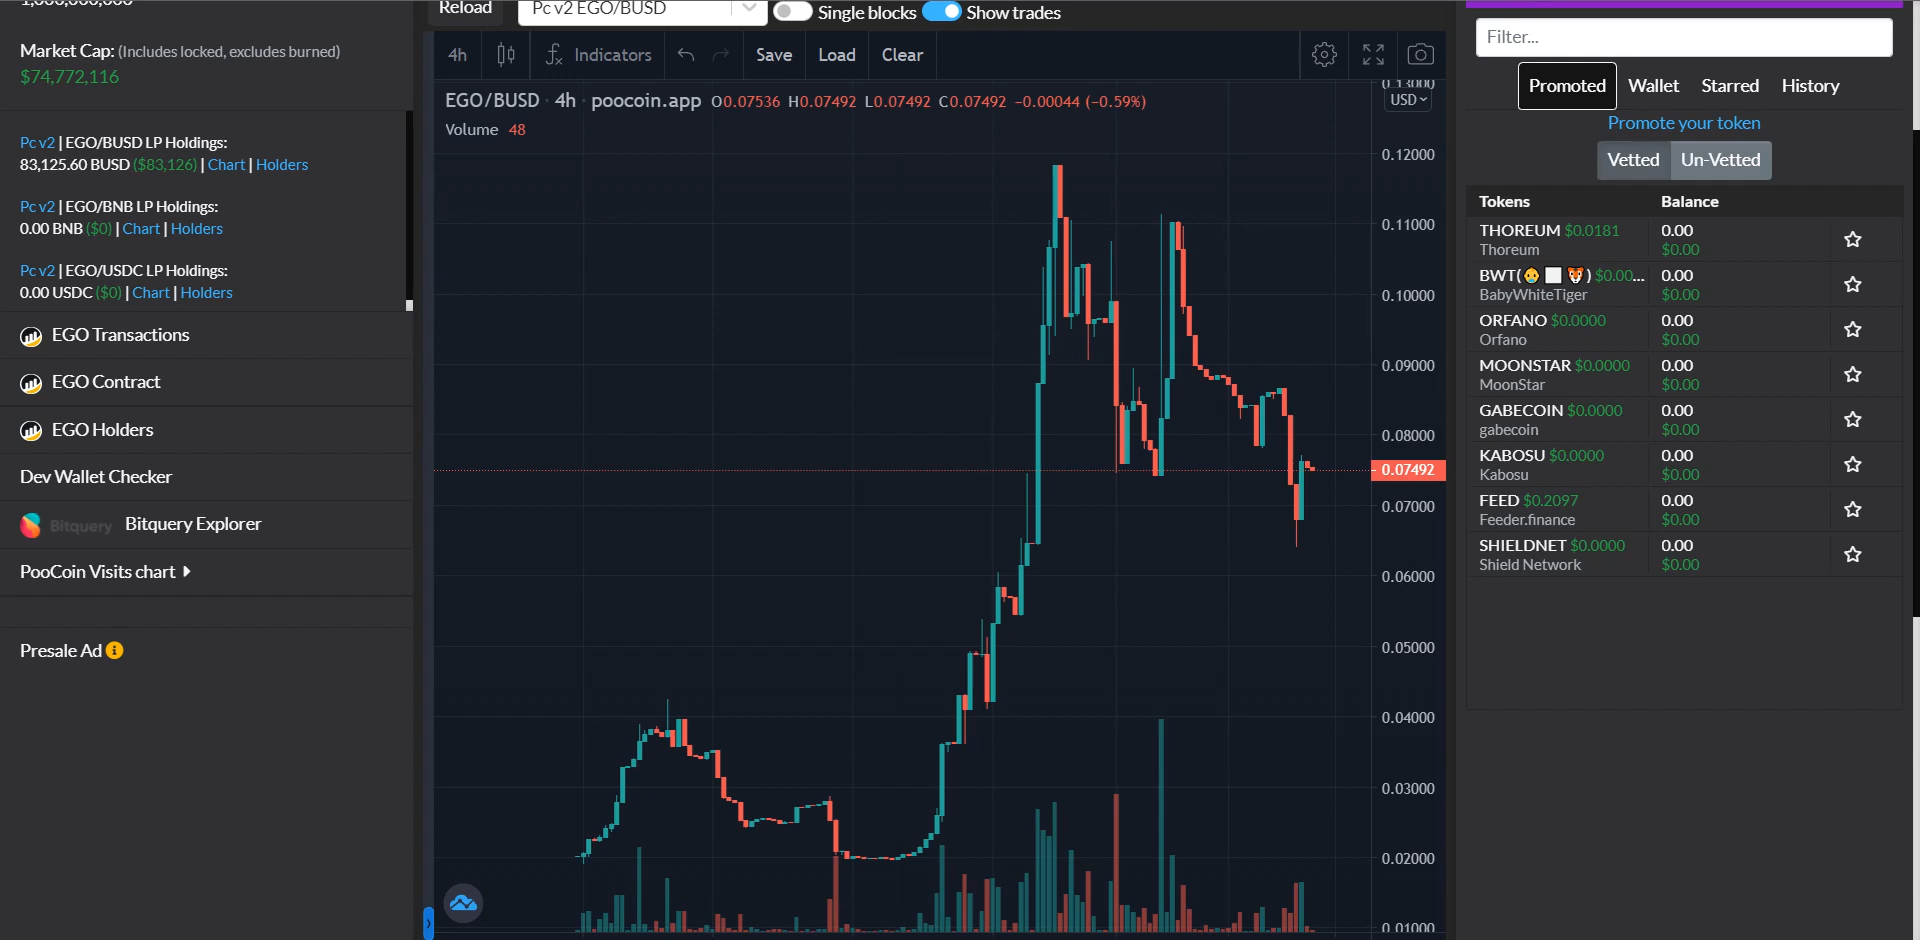 1,000,000,000
Market Cap: (Includes locked, excludes burned)
$74,772,116
Pc v2 | EGO/BUSD LP Holdings:
83,125.60 BUSD ($83,126) | Chart | Holders
Pc v2 | EGO/BNB LP Holdings:
0.00 BNB ($0) | Chart | Holders
Pc v2 | EGO/USDC LP Holdings:
0.00 USDC ($0) | Chart | Holders
EGO Transactions
EGO Contract
EGO Holders
Dev Wallet Checker
Bitquery Bitquery Explorer
PooCoin Visits chart
Presale Ad
Reload Pc v2 EGO/BUSD Single blocks Show trades
4h Indicators Save Load Clear
EGO/BUSD · 4h · poocoin.app O0.07536 H0.07492 L0.07492 C0.07492 −0.00044 (−0.59%)
Volume 48
0.13000
USD
0.12000
0.11000
0.10000
0.09000
0.08000
0.07492
0.07000
0.06000
0.05000
0.04000
0.03000
0.02000
0.01000
Filter...
Promoted Wallet Starred History
Promote your token
Vetted Un-Vetted
Tokens Balance
THOREUM $0.0181 0.00
Thoreum $0.00
BWT(👶⬜🐯) $0.00... 0.00
BabyWhiteTiger $0.00
ORFANO $0.0000 0.00
Orfano $0.00
MOONSTAR $0.0000 0.00
MoonStar $0.00
GABECOIN $0.0000 0.00
gabecoin $0.00
KABOSU $0.0000 0.00
Kabosu $0.00
FEED $0.2097 0.00
Feeder.finance $0.00
SHIELDNET $0.0000 0.00
Shield Network $0.00